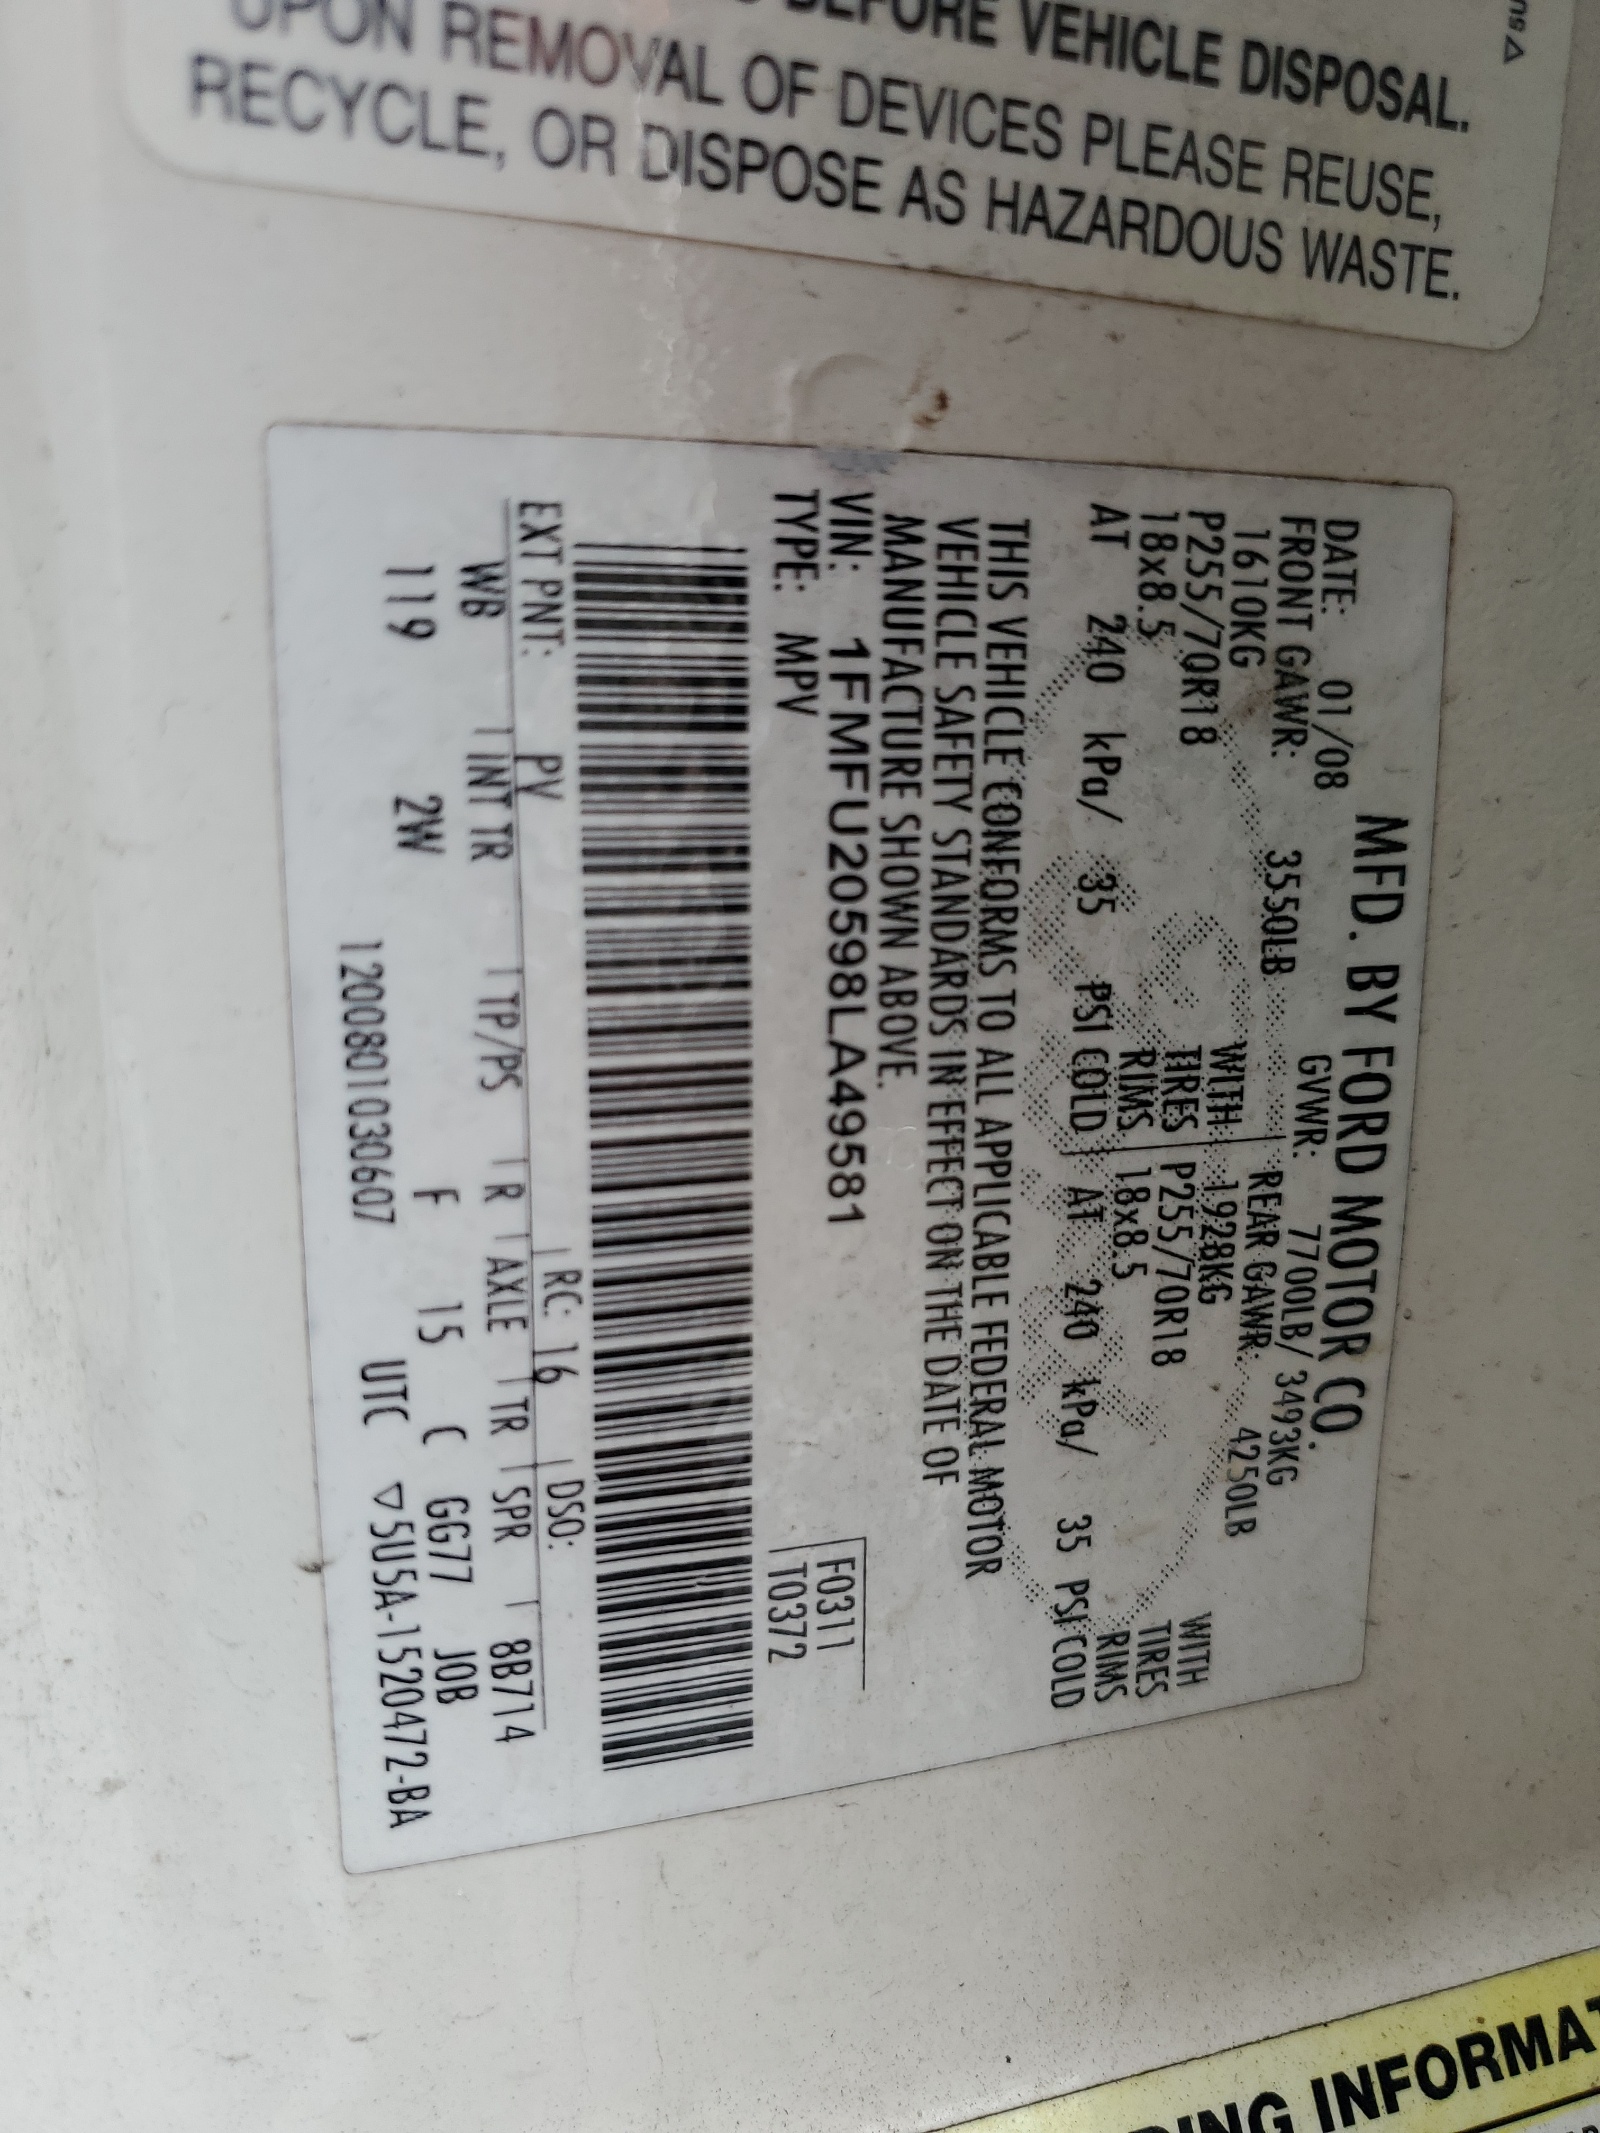 BEFORE VEHICLE DISPOSAL.
UPON REMOVAL OF DEVICES PLEASE REUSE,
RECYCLE, OR DISPOSE AS HAZARDOUS WASTE.
MFD. BY FORD MOTOR CO.
DATE: 01/08 GVWR: 7700LB/ 3493KG
FRONT GAWR: 3550LB REAR GAWR: 4250LB
1610KG WITH 1928KG WITH
P255/70R18 TIRES P255/70R18 TIRES
18x8.5 RIMS 18x8.5 RIMS
AT 240 kPa/ 35 PSI COLD AT 240 kPa/ 35 PSI COLD
THIS VEHICLE CONFORMS TO ALL APPLICABLE FEDERAL MOTOR
VEHICLE SAFETY STANDARDS IN EFFECT ON THE DATE OF
MANUFACTURE SHOWN ABOVE.
VIN: 1FMFU20598LA49581 F0311
TYPE: MPV T0372
EXT PNT: PV RC: 16 DSO:
WB INT TR TP/PS R AXLE TR SPR 8B714
119 2W F 15 C GG77 JOB
1200801030607 UTC ▽5U5A-1520472-BA